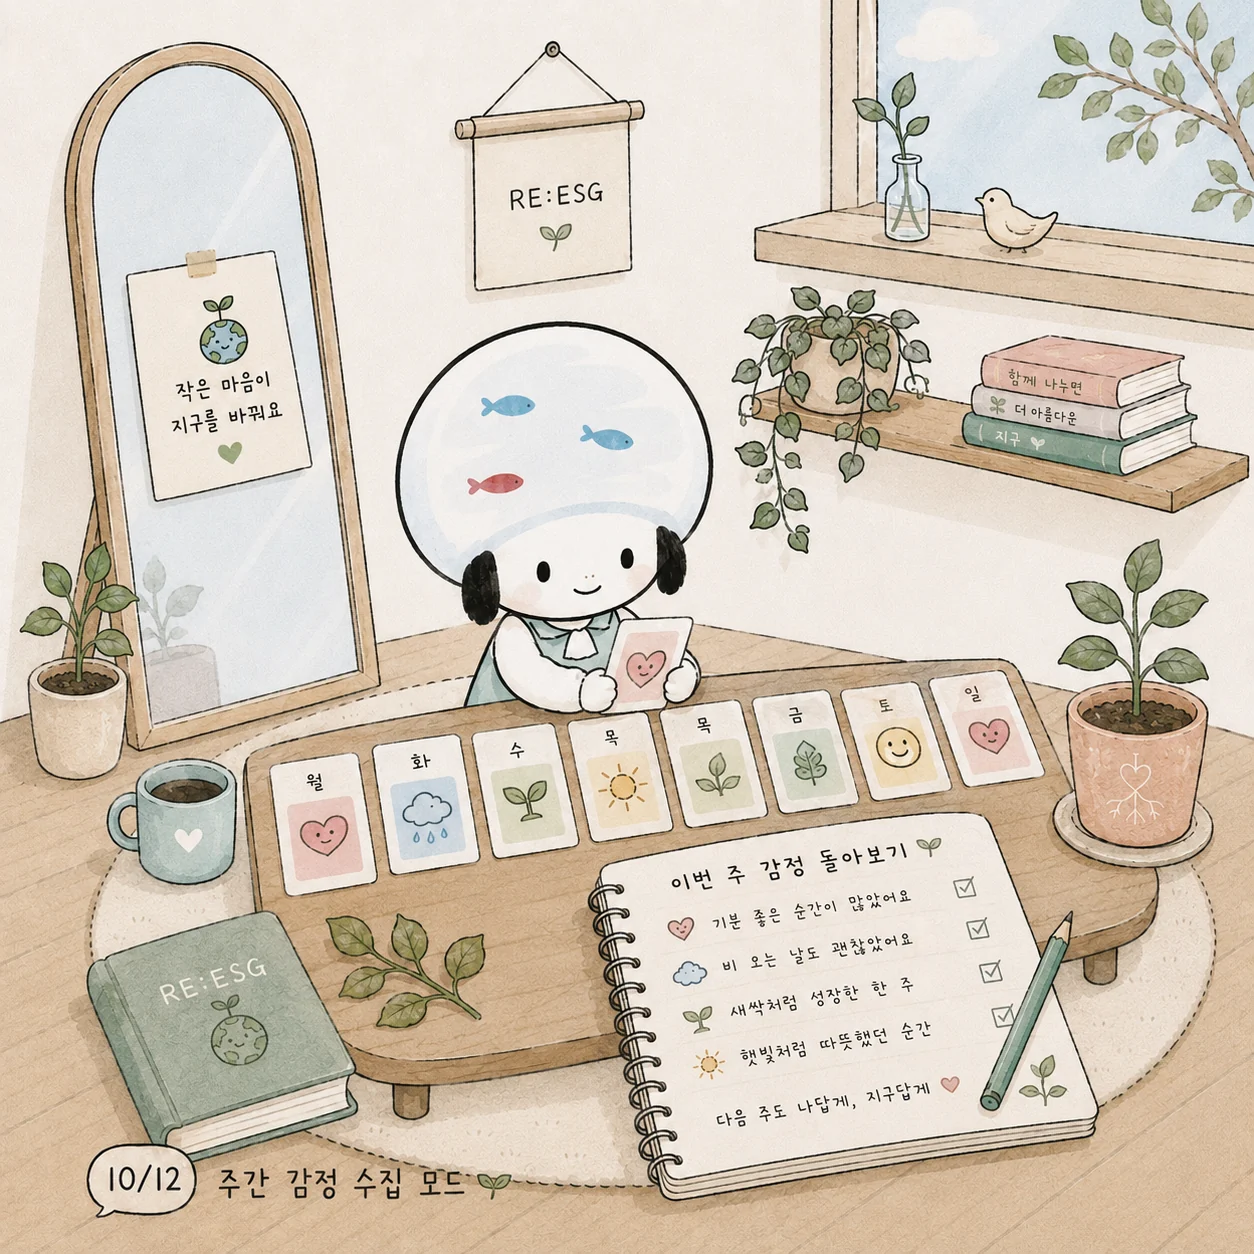 RE:ESG
작은 마음이
지구를 바꿔요
함께 나누면
더 아름다운
지구
월
화
수
목
목
금
토
일
이번 주 감정 돌아보기
기분 좋은 순간이 많았어요
비 오는 날도 괜찮았어요
새싹처럼 성장한 한 주
햇빛처럼 따뜻했던 순간
다음 주도 나답게, 지구답게
RE:ESG
10/12 주간 감정 수집 모드